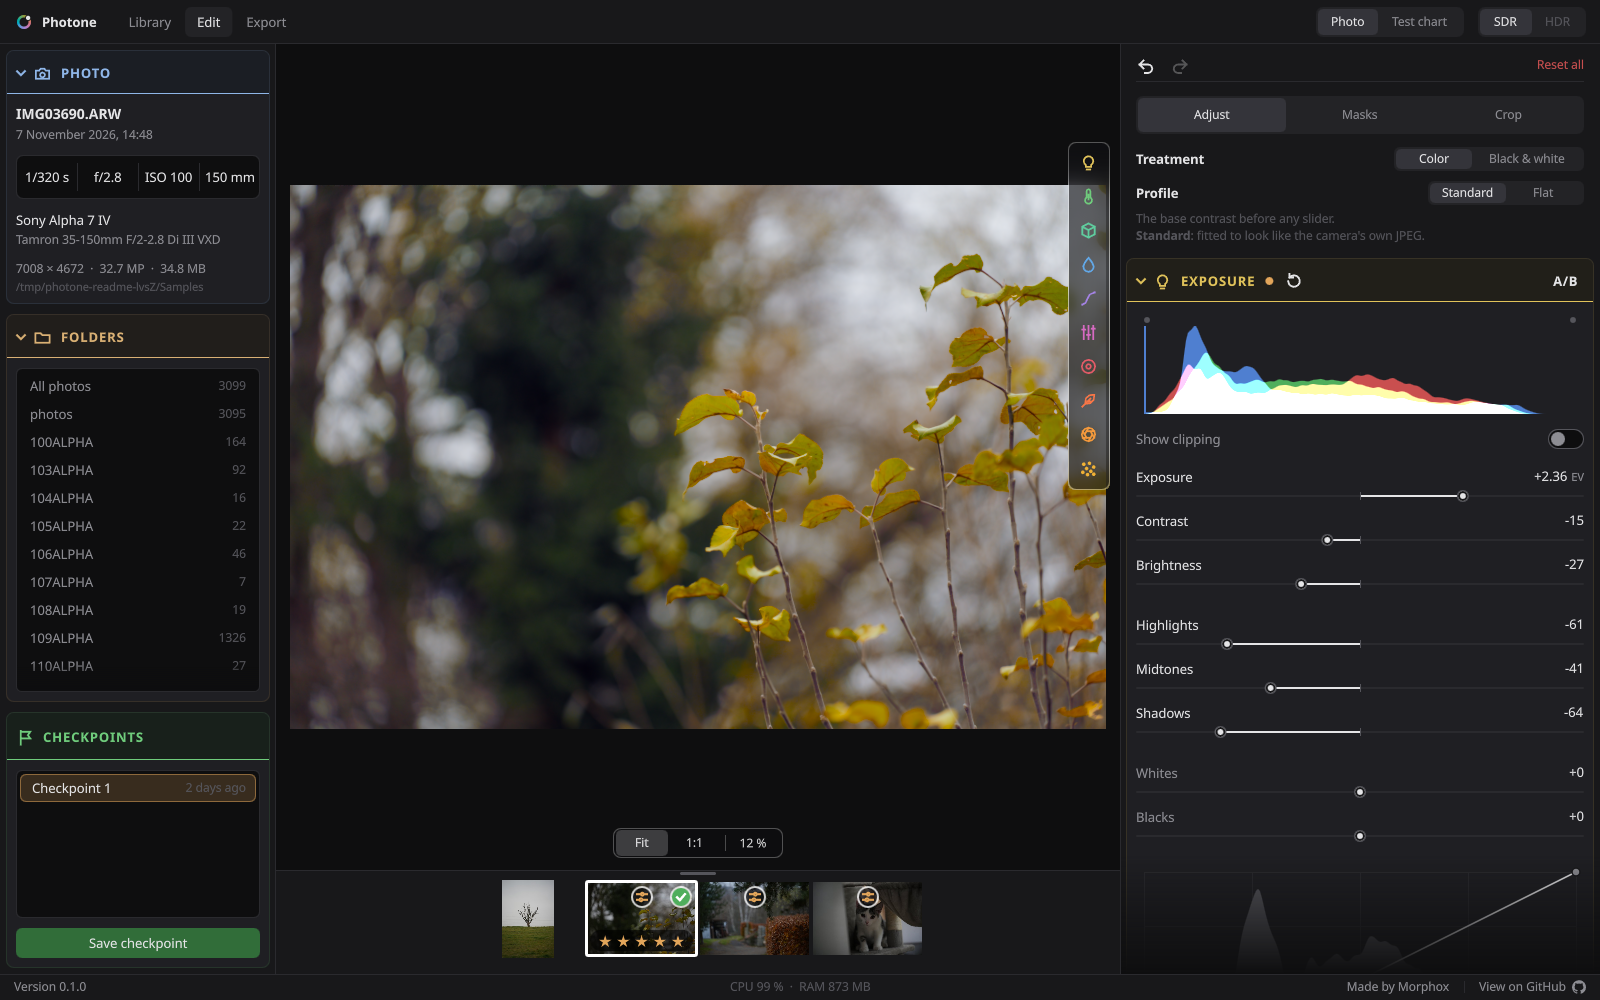 Photone Library Edit Export Photo Test chart SDR HDR
PHOTO
IMG03690.ARW
7 November 2026, 14:48
1/320 s f/2.8 ISO 100 150 mm
Sony Alpha 7 IV
Tamron 35-150mm F/2-2.8 Di III VXD
7008 × 4672 · 32.7 MP · 34.8 MB
/tmp/photone-readme-lvsZ/Samples
FOLDERS
All photos 3099
photos 3095
100ALPHA 164
103ALPHA 92
104ALPHA 16
105ALPHA 22
106ALPHA 46
107ALPHA 7
108ALPHA 19
109ALPHA 1326
110ALPHA 27
CHECKPOINTS
Checkpoint 1 2 days ago
Save checkpoint
Fit 1:1 12 %
Reset all
Adjust Masks Crop
Treatment Color Black & white
Profile Standard Flat
The base contrast before any slider.
Standard: fitted to look like the camera's own JPEG.
EXPOSURE A/B
Show clipping
Exposure +2.36 EV
Contrast -15
Brightness -27
Highlights -61
Midtones -41
Shadows -64
Whites +0
Blacks +0
Version 0.1.0 CPU 99 % · RAM 873 MB Made by Morphox View on GitHub